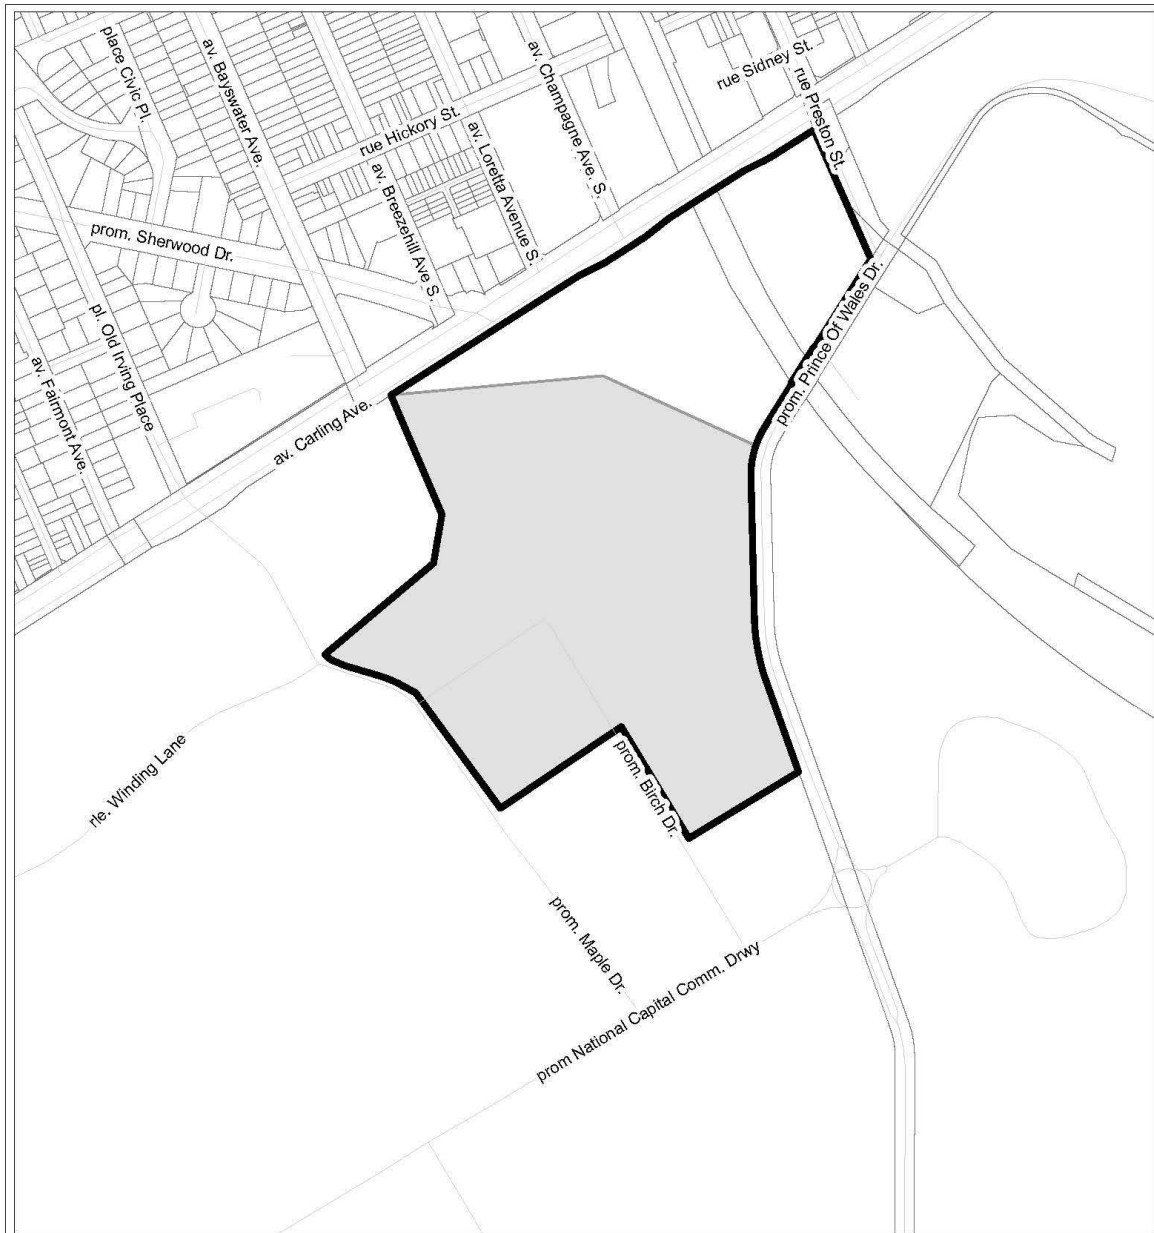 place Civic Pl.
av. Bayswater Ave.
av. Champagne Ave. S.
rue Sidney St.
rue Preston St.
rue Hickory St.
av. Loretta Avenue S.
av. Breezehill Ave S.
prom. Sherwood Dr.
pl. Old Irving Place
av. Fairmont Ave.
av. Carling Ave.
prom. Prince Of Wales Dr.
rle. Winding Lane
prom. Birch Dr.
prom. Maple Dr.
prom National Capital Comm. Drwy